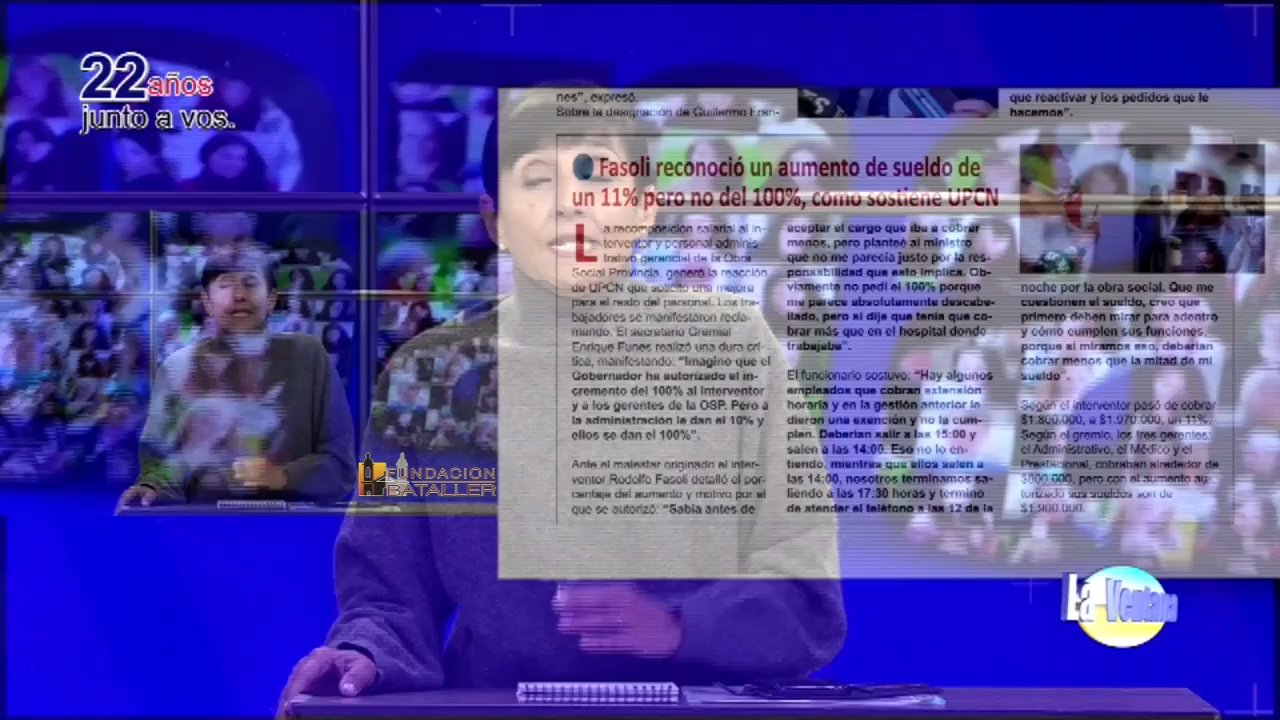 22 años
junto a vos.
nes", expresó.
Sobre la designación de Guillermo Fran-
que reactivar y los pedidos que le
hacemos".
Fasoli reconoció un aumento de sueldo de
un 11% pero no del 100%, como sostiene UPCN
La recomposición salarial al in-
terventor y personal adminis-
trativo gerencial de la Obra
Social Provincia, generó la reacción
de UPCN que solicitó una mejora
para el resto del personal. Los tra-
bajadores se manifestaron recla-
mando. El secretario Gremial
Enrique Funes realizó una dura crí-
tica, manifestando: "Imagino que el
Gobernador ha autorizado el in-
cremento del 100% al Interventor
y a los gerentes de la OSP. Pero a
la administración le dan el 10% y
ellos se dan el 100%".
Ante el malestar originado el inter-
ventor Rodolfo Fasoli detalló el por-
centaje del aumento y motivo por el
que se autorizó: "Sabía antes de
aceptar el cargo que iba a cobrar
menos, pero planteé al ministro
que no me parecía justo por la res-
ponsabilidad que esto implica. Ob-
viamente no pedí el 100% porque
me parece absolutamente descabe-
llado, pero si dije que tenía que co-
brar más que en el hospital donde
trabajaba".
El funcionario sostuvo: "Hay algunos
empleados que cobran extensión
horaria y en la gestión anterior le
dieron una exención y no la cum-
plen. Deberían salir a las 15:00 y
salen a las 14:00. Eso no lo en-
tiendo, mientras que ellos salen a
las 14:00, nosotros terminamos sa-
liendo a las 17:30 horas y termino
de atender el teléfono a las 12 de la
noche por la obra social. Que me
cuestionen el sueldo, creo que
primero deben mirar para adentro
y cómo cumplen sus funciones,
porque si miramos eso, deberían
cobrar menos que la mitad de mi
sueldo".
Según el interventor pasó de cobrar
$1.800.000, a $1.970.000, un 11%.
Según el gremio, los tres gerentes:
el Administrativo, el Médico y el
Prestacional, cobraban alrededor de
$800.000, pero con el aumento au-
torizado sus sueldos son de
$1.900.000.
FUNDACION
BATALLER
La Ventana